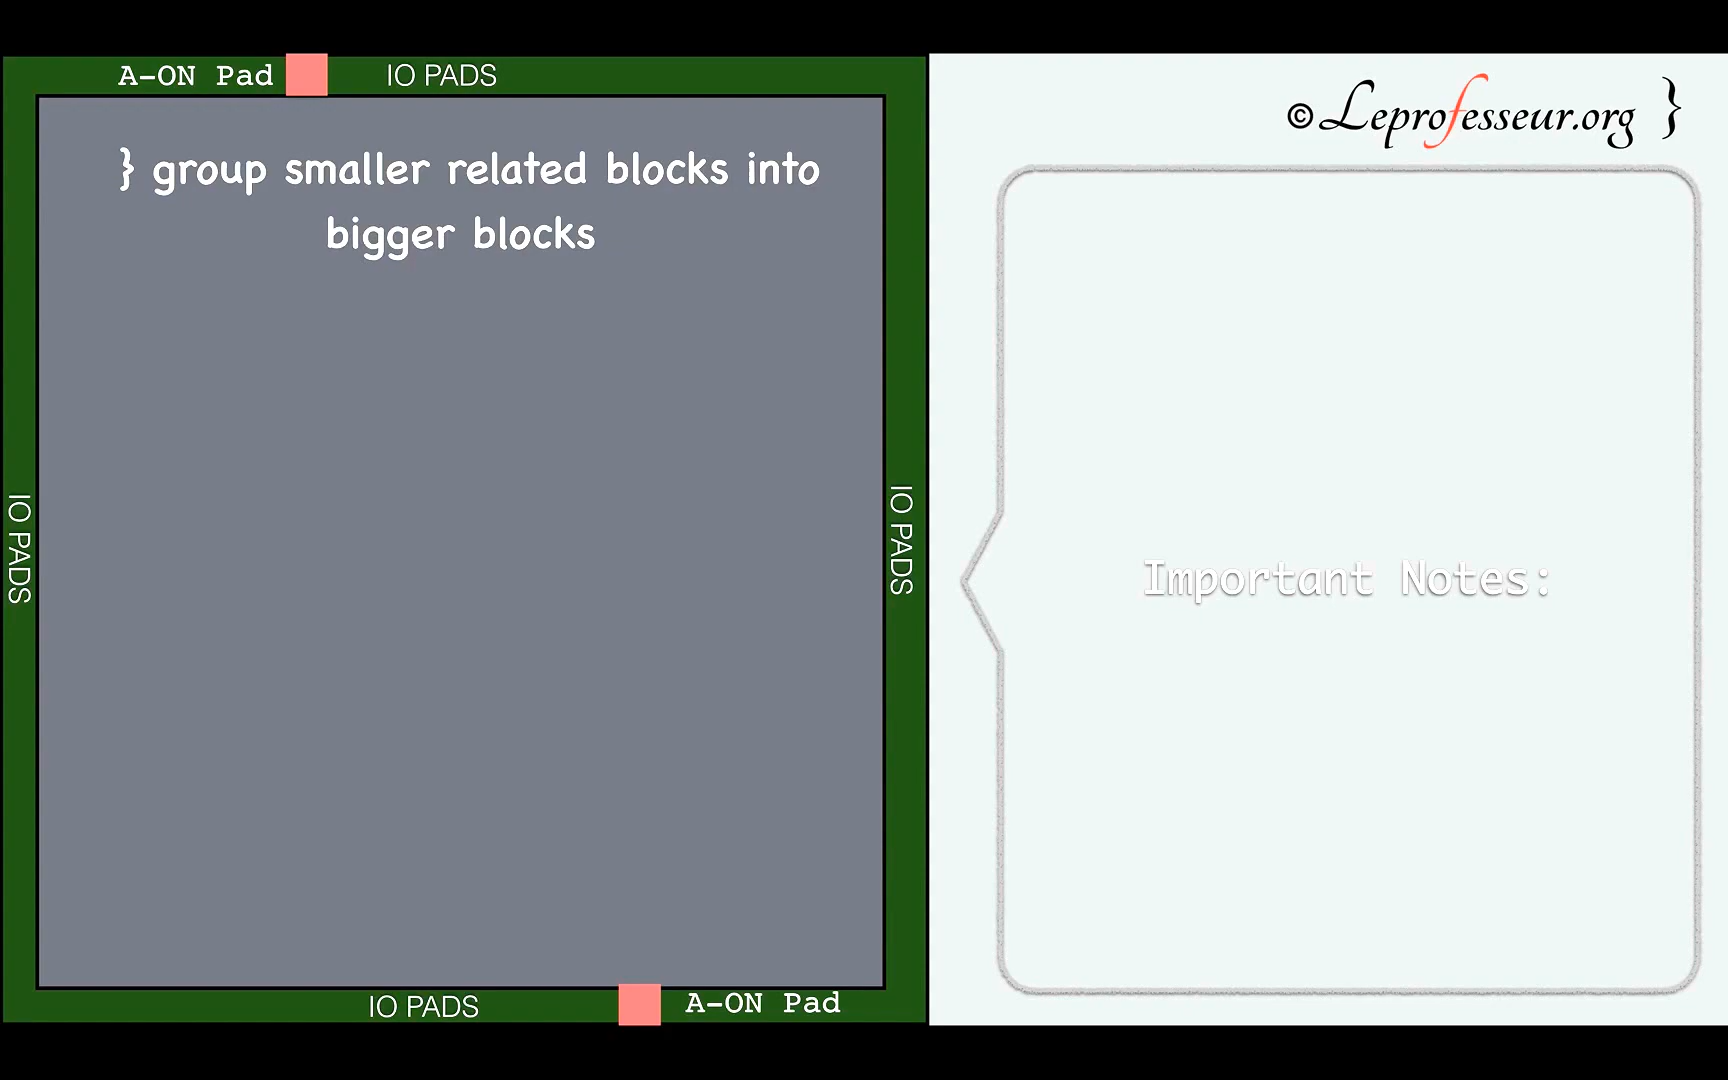 A-ON Pad IO PADS
} group smaller related blocks into
bigger blocks
IO PADS
IO PADS
IO PADS A-ON Pad
©Leprofesseur.org }
Important Notes: